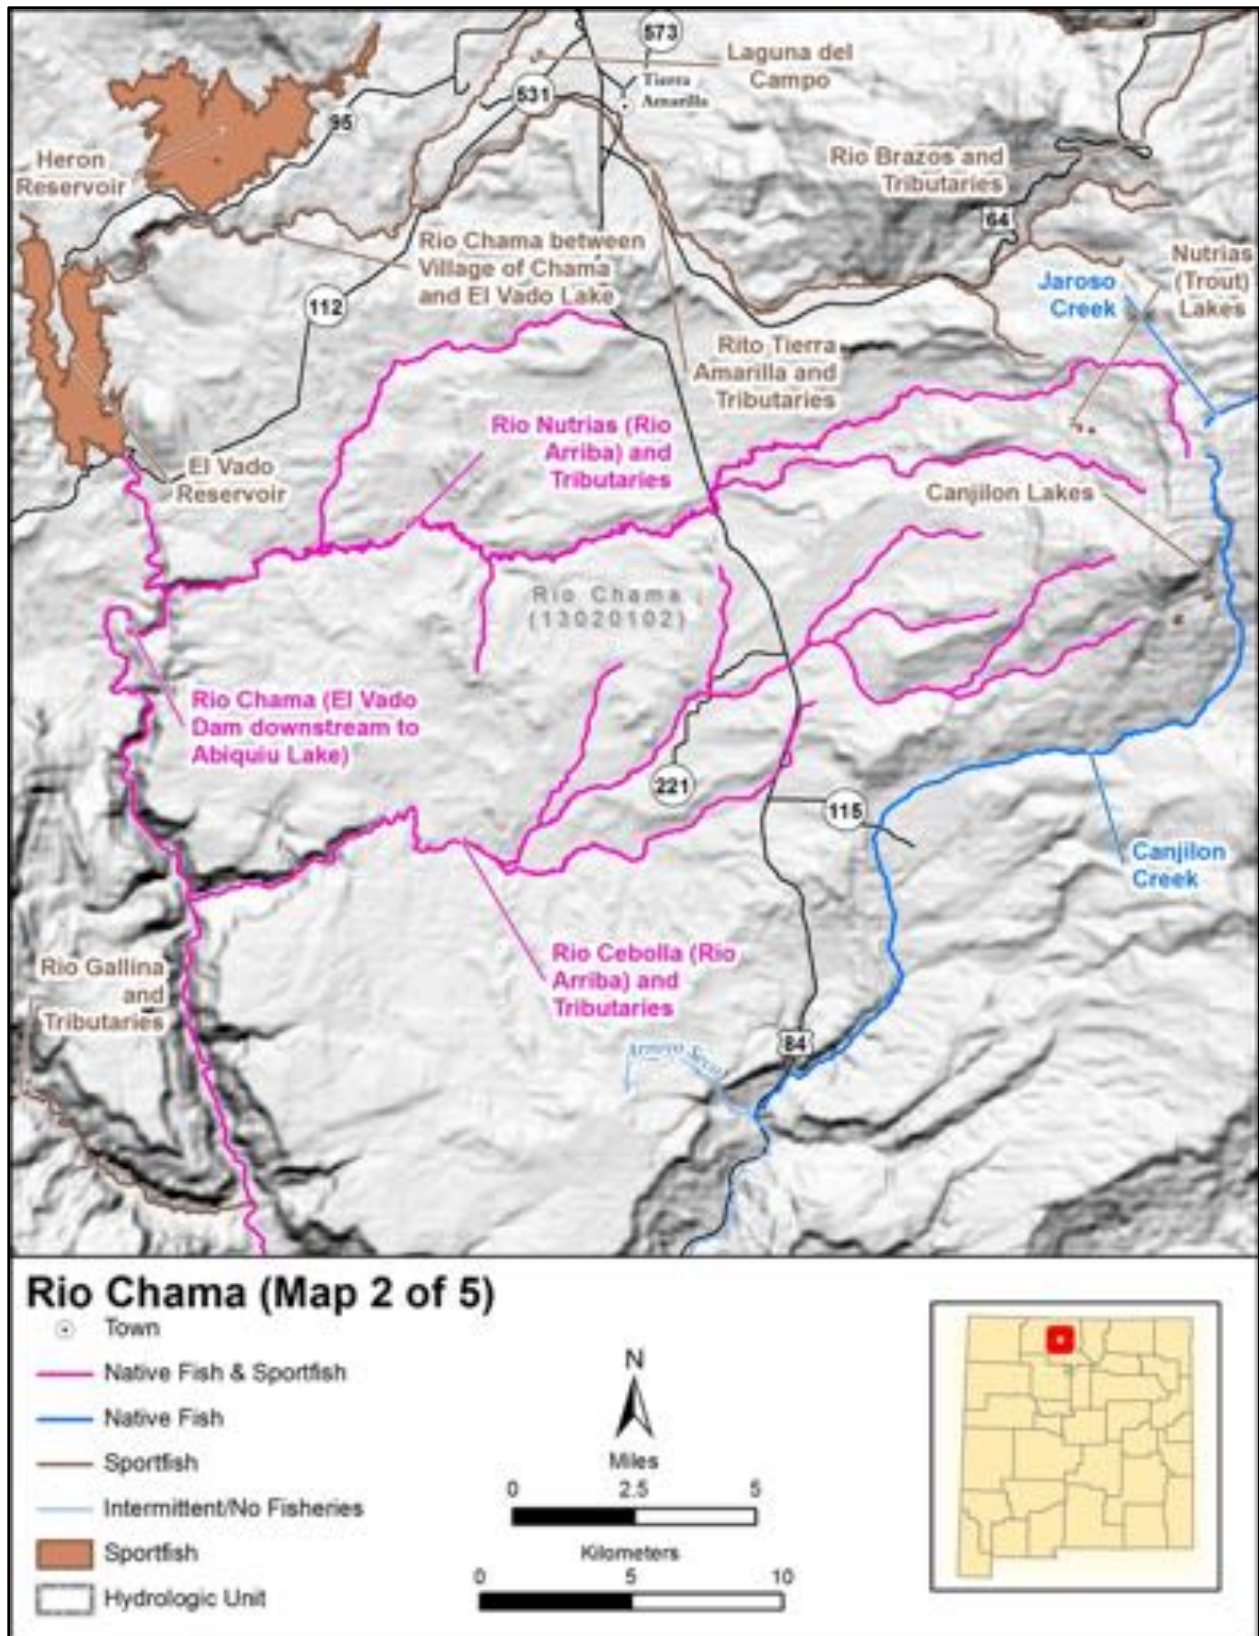 573
Laguna del
Campo
Tierra
Amarilla
531
95
Heron
Reservoir
Rio Brazos and
Tributaries
64
Rio Chama between
Village of Chama
and El Vado Lake
Nutrias
(Trout)
Lakes
Jaroso
Creek
112
Rito Tierra
Amarilla and
Tributaries
Rio Nutrias (Rio
Arriba) and
Tributaries
El Vado
Reservoir
Canjilon Lakes
Rio Chama
(13020102)
Rio Chama (El Vado
Dam downstream to
Abiquiu Lake)
221
115
Canjilon
Creek
Rio Cebolla (Rio
Arriba) and
Tributaries
Rio Gallina
and
Tributaries
84
Arroyo Seco
Rio Chama (Map 2 of 5)
Town
Native Fish & Sportfish
Native Fish
Sportfish
Intermittent/No Fisheries
Sportfish
Hydrologic Unit
N
Miles
0 2.5 5
Kilometers
0 5 10